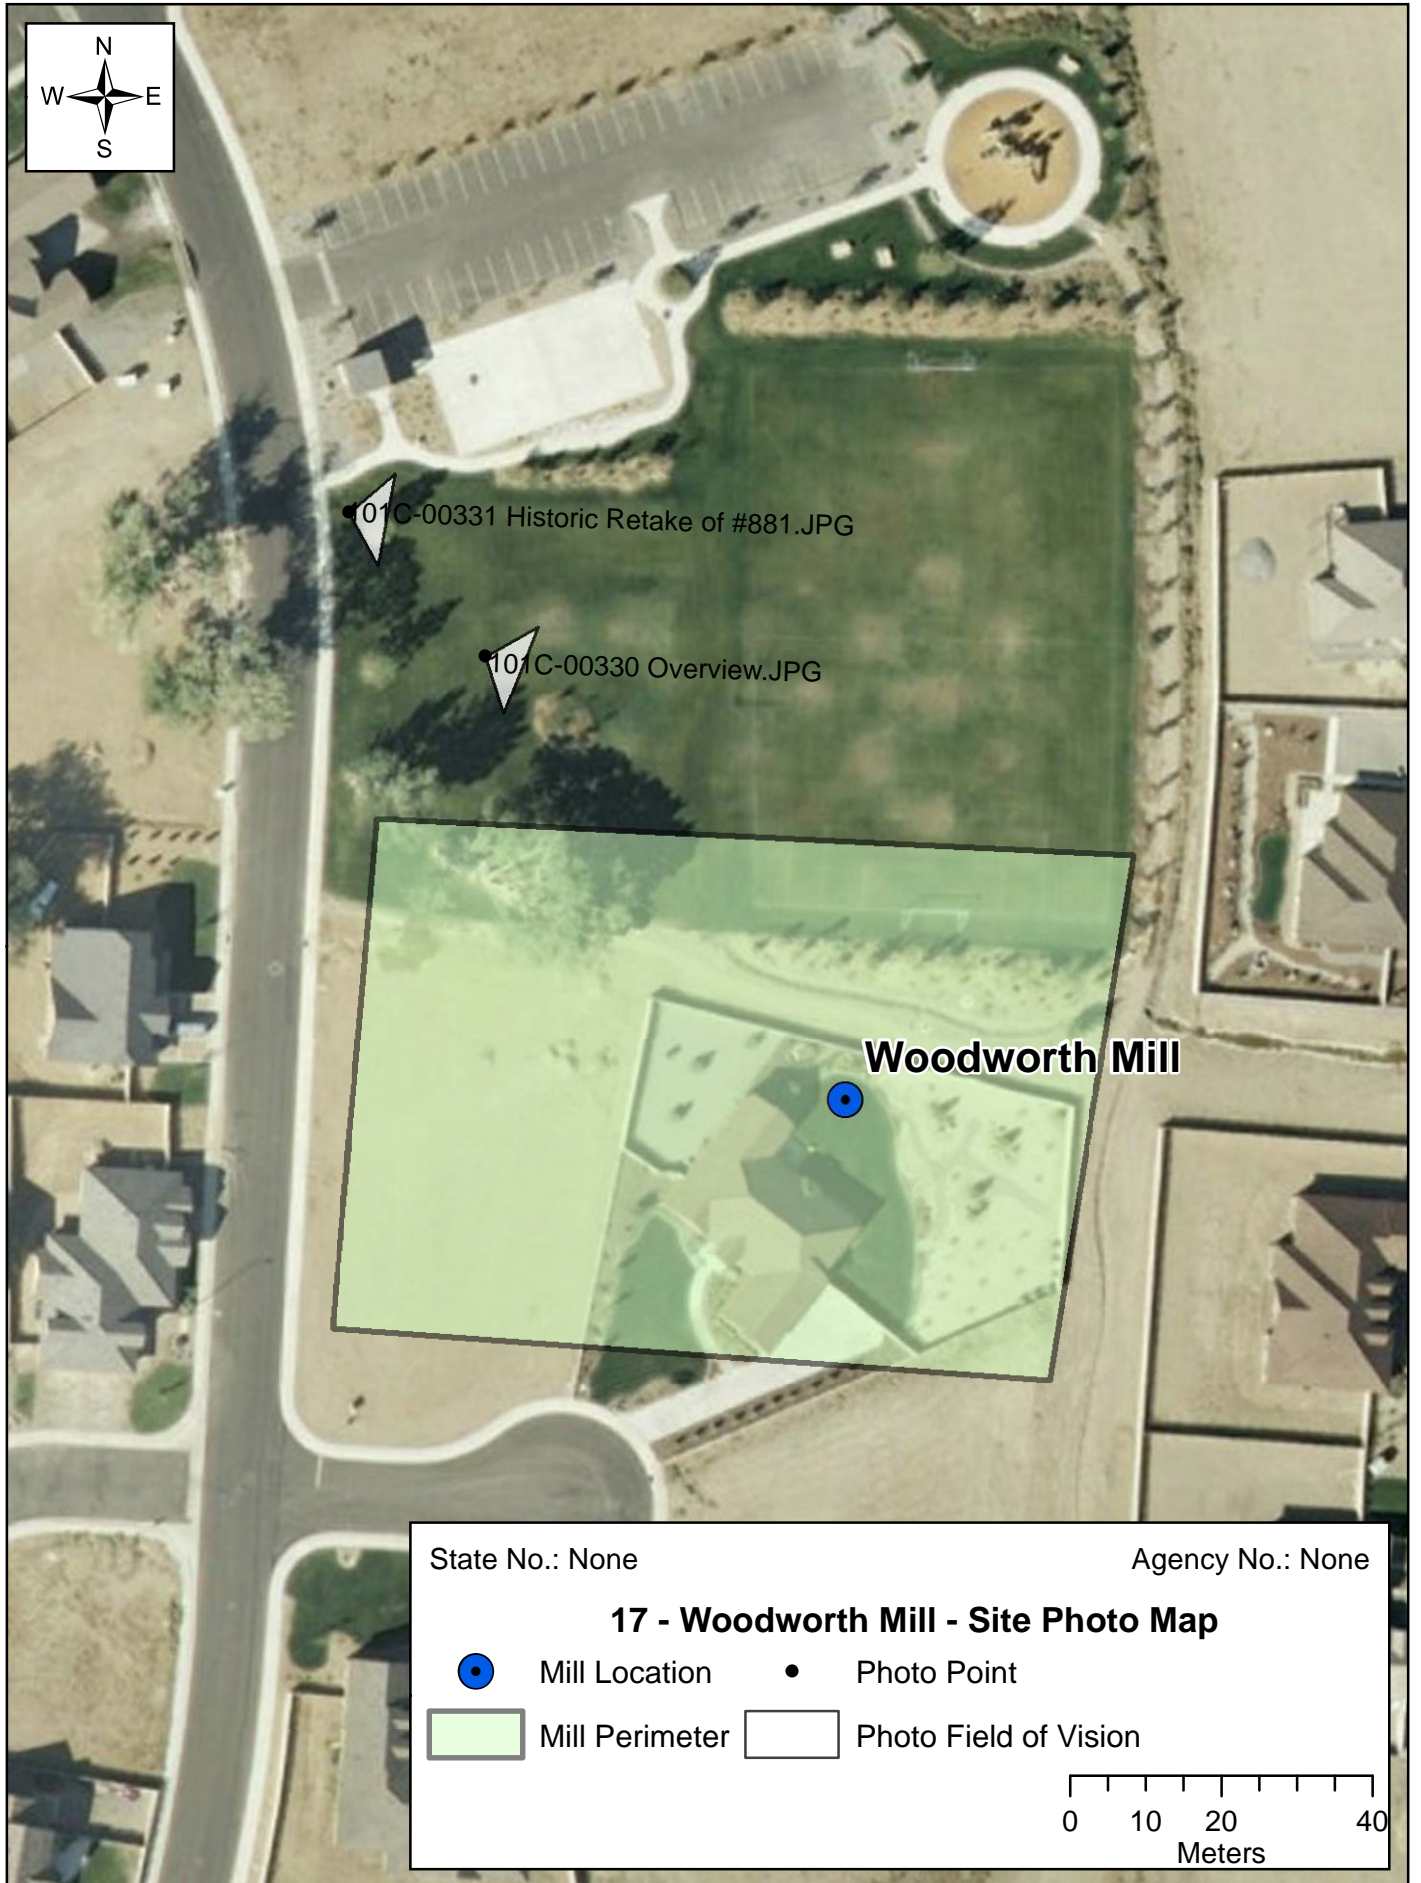 N
W E
S
101C-00331 Historic Retake of #881.JPG
101C-00330 Overview.JPG
Woodworth Mill
State No.: None Agency No.: None
17 - Woodworth Mill - Site Photo Map
Mill Location Photo Point
Mill Perimeter Photo Field of Vision
0 10 20 40
Meters